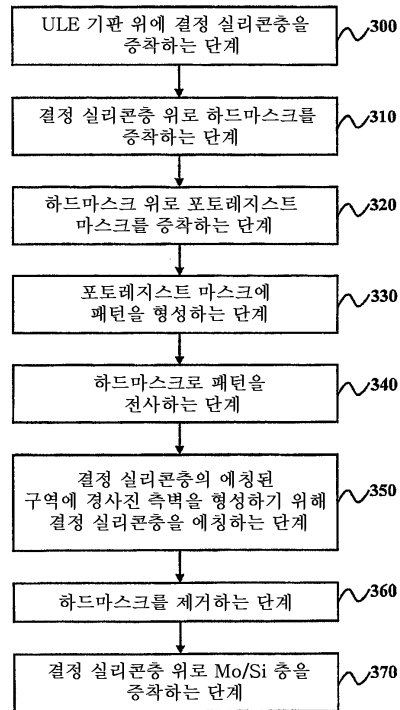 ULE 기판 위에 결정 실리콘층을
증착하는 단계
300
결정 실리콘층 위로 하드마스크를
증착하는 단계
310
하드마스크 위로 포토레지스트
마스크를 증착하는 단계
320
포토레지스트 마스크에
패턴을 형성하는 단계
330
하드마스크로 패턴을
전사하는 단계
340
결정 실리콘층의 에칭된
구역에 경사진 측벽을 형성하기 위해
결정 실리콘층을 에칭하는 단계
350
하드마스크를 제거하는 단계
360
결정 실리콘층 위로 Mo/Si 층을
증착하는 단계
370